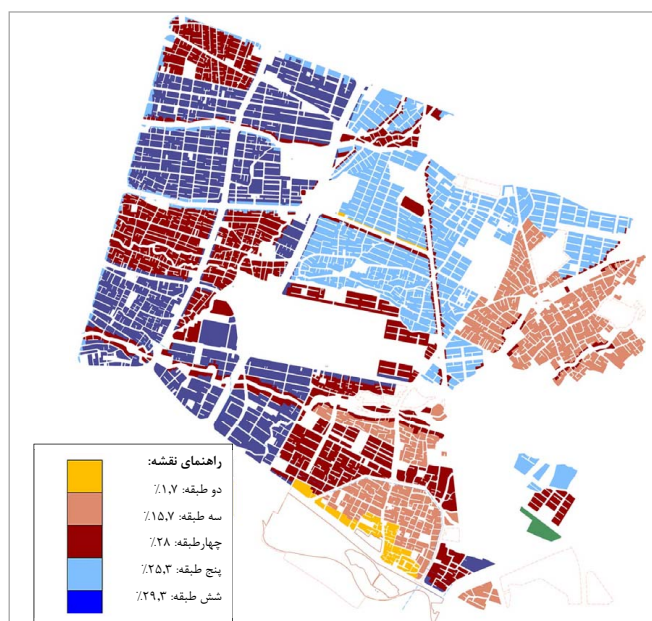 راهنمای نقشه:
دو طبقه: ۱٫۷٪
سه طبقه: ۱۵٫۷٪
چهارطبقه: ۲۸٪
پنج طبقه: ۲۵٫۳٪
شش طبقه: ۲۹٫۳٪